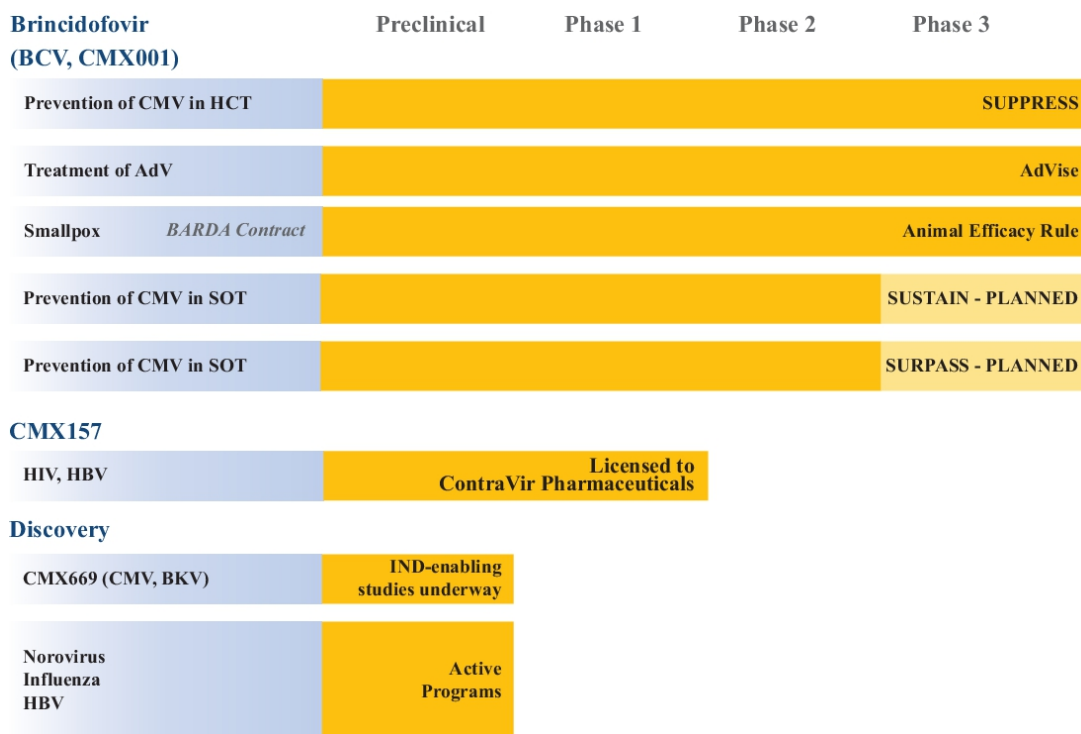 Brincidofovir
(BCV, CMX001)
Preclinical Phase 1 Phase 2 Phase 3
Prevention of CMV in HCT SUPPRESS
Treatment of AdV AdVise
Smallpox BARDA Contract Animal Efficacy Rule
Prevention of CMV in SOT SUSTAIN - PLANNED
Prevention of CMV in SOT SURPASS - PLANNED
CMX157
HIV, HBV
Licensed to
ContraVir Pharmaceuticals
Discovery
CMX669 (CMV, BKV)
IND-enabling
studies underway
Norovirus
Influenza
HBV
Active
Programs